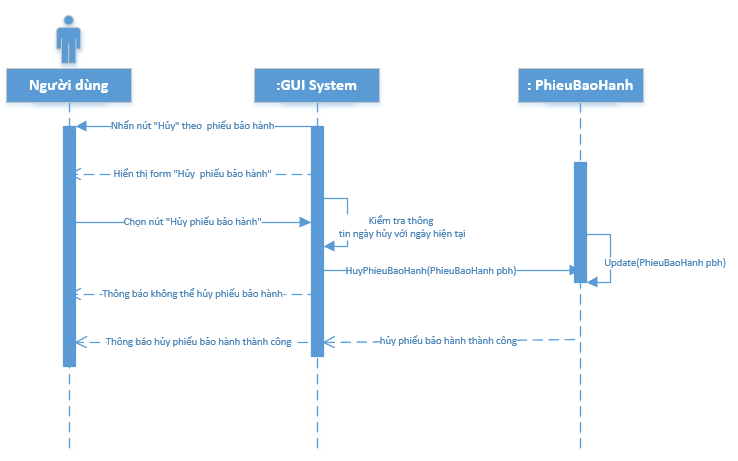 Người dùng
:GUI System
: PhieuBaoHanh
Nhấn nút "Hủy" theo phiếu bảo hành
Hiển thị form "Hủy phiếu bảo hành"
Chọn nút "Hủy phiếu bảo hành"
Kiểm tra thông
tin ngày hủy với ngày hiện tại
Update(PhieuBaoHanh pbh)
HuyPhieuBaoHanh(PhieuBaoHanh pbh)
Thông báo không thể hủy phiếu bảo hành
Thông báo hủy phiếu bảo hành thành công
hủy phiếu bảo hành thành công